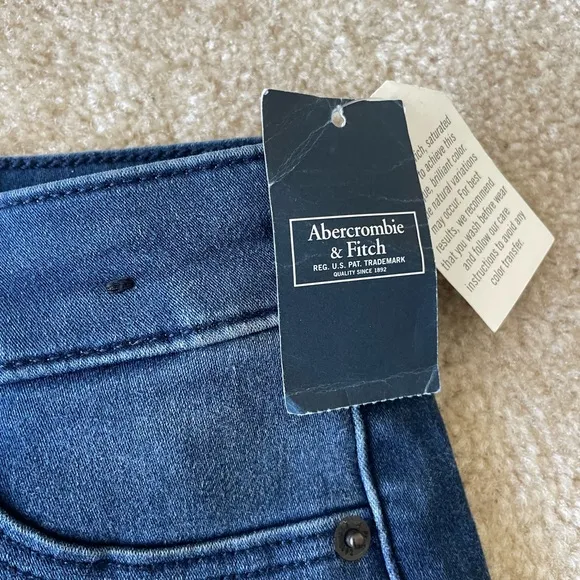 Abercrombie
& Fitch
REG. U.S. PAT. TRADEMARK
QUALITY SINCE 1892
rich, saturated
to achieve this
brilliant color.
natural variations
may occur. For best
results, we recommend
that you wash before wear
and follow our care
instructions to avoid any
color transfer.